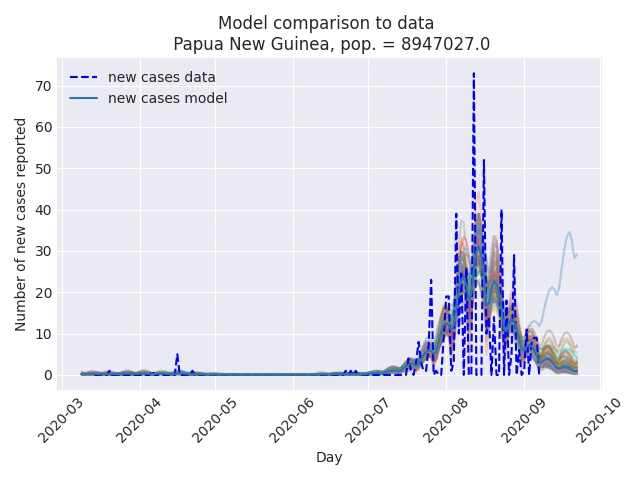 Model comparison to data
Papua New Guinea, pop. = 8947027.0
new cases data
new cases model
Number of new cases reported
70
60
50
40
30
20
10
0
2020-03
2020-04
2020-05
2020-06
2020-07
2020-08
2020-09
2020-10
Day